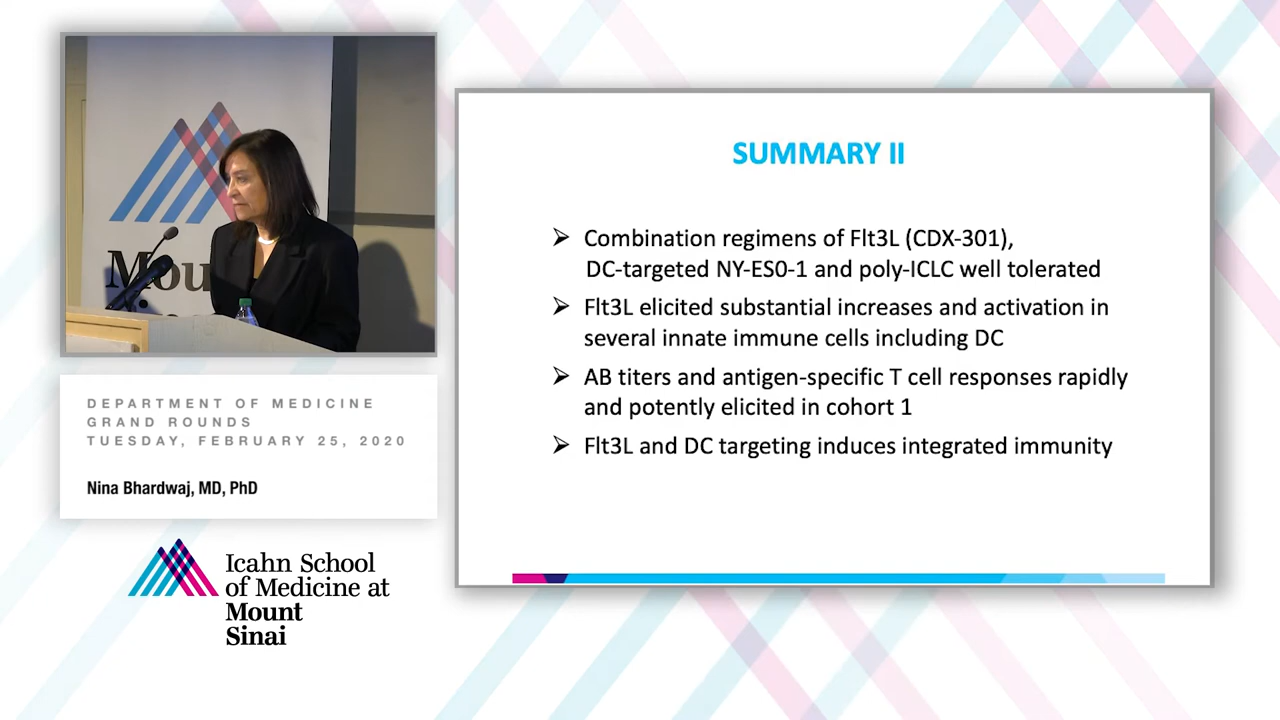 Mou
DEPARTMENT OF MEDICINE
GRAND ROUNDS
TUESDAY, FEBRUARY 25, 2020
Nina Bhardwaj, MD, PhD
Icahn School
of Medicine at
Mount
Sinai
SUMMARY II
➢ Combination regimens of Flt3L (CDX-301),
DC-targeted NY-ES0-1 and poly-ICLC well tolerated
➢ Flt3L elicited substantial increases and activation in
several innate immune cells including DC
➢ AB titers and antigen-specific T cell responses rapidly
and potently elicited in cohort 1
➢ Flt3L and DC targeting induces integrated immunity